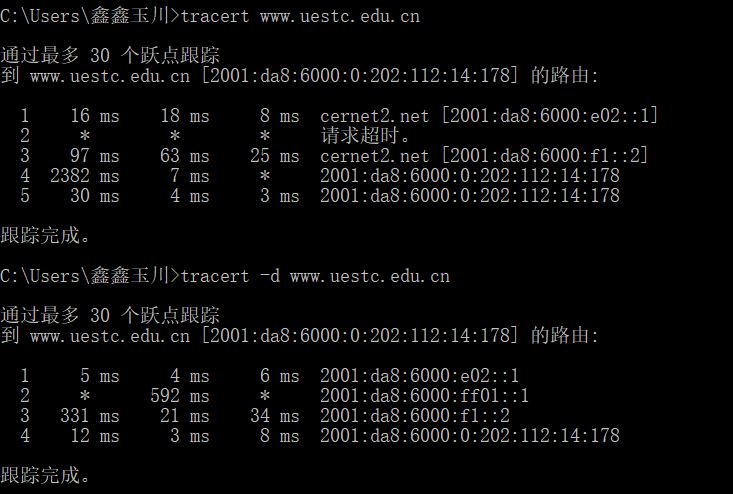 C:\Users\鑫鑫玉川>tracert www.uestc.edu.cn
通过最多 30 个跃点跟踪
到 www.uestc.edu.cn [2001:da8:6000:0:202:112:14:178] 的路由:
1 16 ms 18 ms 8 ms cernet2.net [2001:da8:6000:e02::1]
2 * * * 请求超时。
3 97 ms 63 ms 25 ms cernet2.net [2001:da8:6000:f1::2]
4 2382 ms 7 ms * 2001:da8:6000:0:202:112:14:178
5 30 ms 4 ms 3 ms 2001:da8:6000:0:202:112:14:178
跟踪完成。
C:\Users\鑫鑫玉川>tracert -d www.uestc.edu.cn
通过最多 30 个跃点跟踪
到 www.uestc.edu.cn [2001:da8:6000:0:202:112:14:178] 的路由:
1 5 ms 4 ms 6 ms 2001:da8:6000:e02::1
2 * 592 ms * 2001:da8:6000:ff01::1
3 331 ms 21 ms 34 ms 2001:da8:6000:f1::2
4 12 ms 3 ms 8 ms 2001:da8:6000:0:202:112:14:178
跟踪完成。